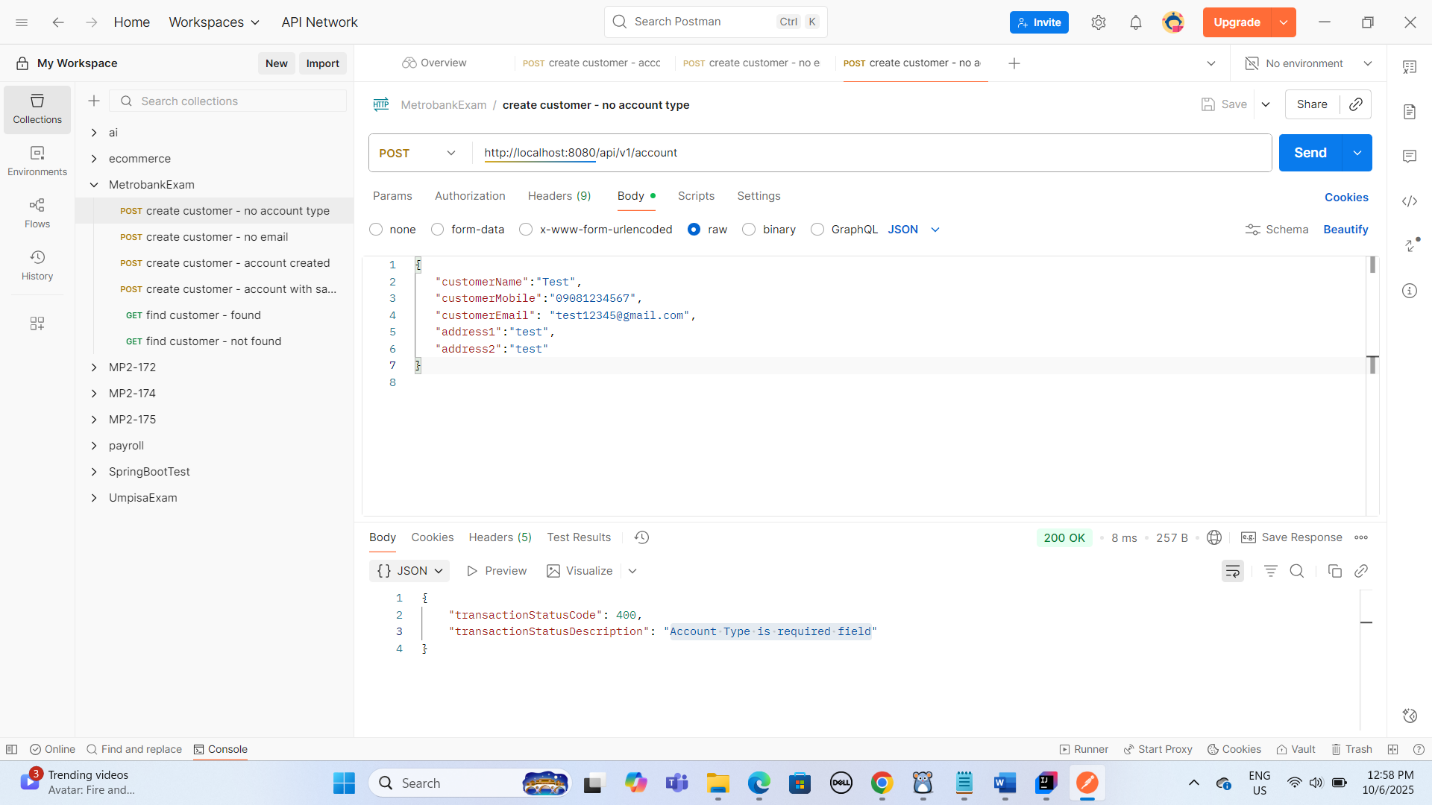 Home
Workspaces
API Network
Search Postman
Ctrl
K
Invite
Upgrade
My Workspace
New
Import
Overview
POST create customer - acco
POST create customer - no e
POST create customer - no a
No environment
Collections
Environments
Flows
History
Search collections
ai
ecommerce
MetrobankExam
POST create customer - no account type
POST create customer - no email
POST create customer - account created
POST create customer - account with sa...
GET find customer - found
GET find customer - not found
MP2-172
MP2-174
MP2-175
payroll
SpringBootTest
UmpisaExam
HTTP MetrobankExam / create customer - no account type
Save
Share
POST
http://localhost:8080/api/v1/account
Send
Params
Authorization
Headers (9)
Body
Scripts
Settings
Cookies
none
form-data
x-www-form-urlencoded
raw
binary
GraphQL
JSON
Schema
Beautify
1 {
2 "customerName":"Test",
3 "customerMobile":"09081234567",
4 "customerEmail": "test12345@gmail.com",
5 "address1":"test",
6 "address2":"test"
7 }
8
Body
Cookies
Headers (5)
Test Results
200 OK
8 ms
257 B
e.g.
Save Response
{} JSON
Preview
Visualize
1 {
2 "transactionStatusCode": 400,
3 "transactionStatusDescription": "Account Type is required field"
4 }
Online
Find and replace
Console
Runner
Start Proxy
Cookies
Vault
Trash
3
Trending videos
Avatar: Fire and...
Search
DELL
ENG
US
12:58 PM
10/6/2025